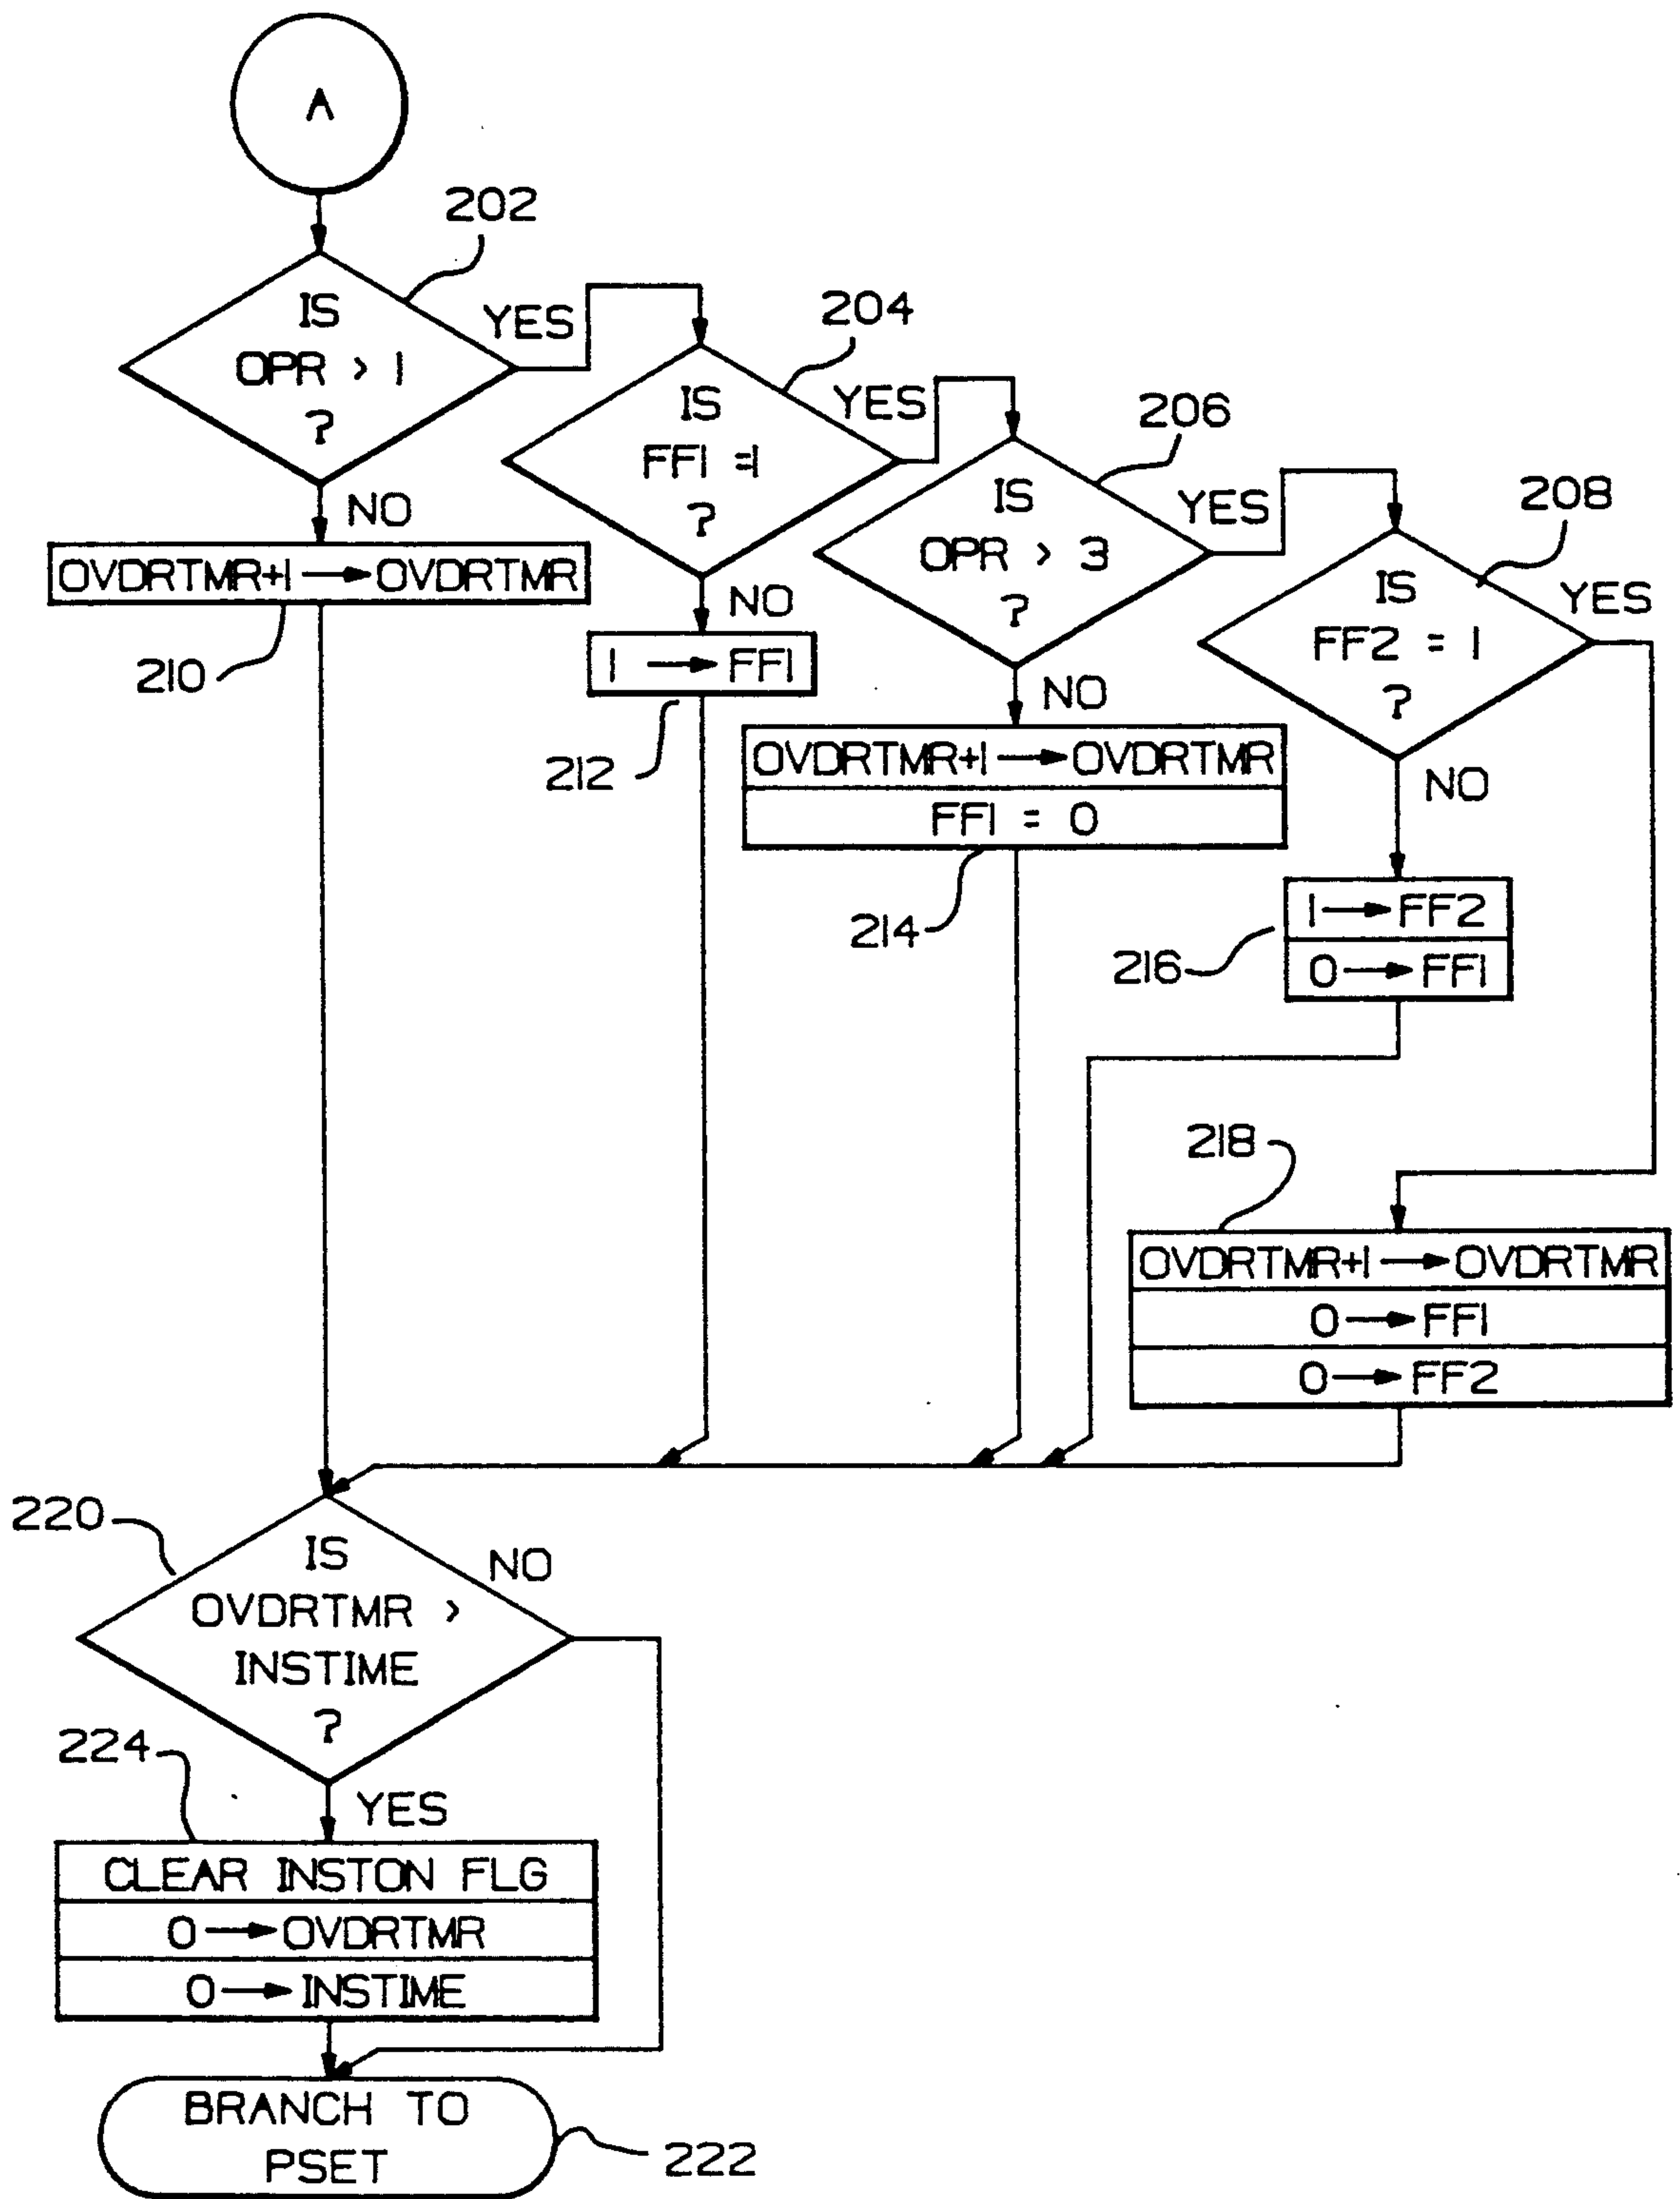 A
202
IS
OPR > 1
?
YES
NO
204
IS
FF1 =1
?
YES
NO
206
IS
OPR > 3
?
YES
NO
208
IS
FF2 = 1
?
YES
NO
OVDRTMR+1 → OVDRTMR
210
1 → FF1
212
OVDRTMR+1 → OVDRTMR
FF1 = 0
214
1 → FF2
0 → FF1
216
218
OVDRTMR+1 → OVDRTMR
0 → FF1
0 → FF2
220
IS
OVDRTMR >
INSTIME
?
NO
YES
224
CLEAR INSTON FLG
0 → OVDRTMR
0 → INSTIME
BRANCH TO
PSET
222